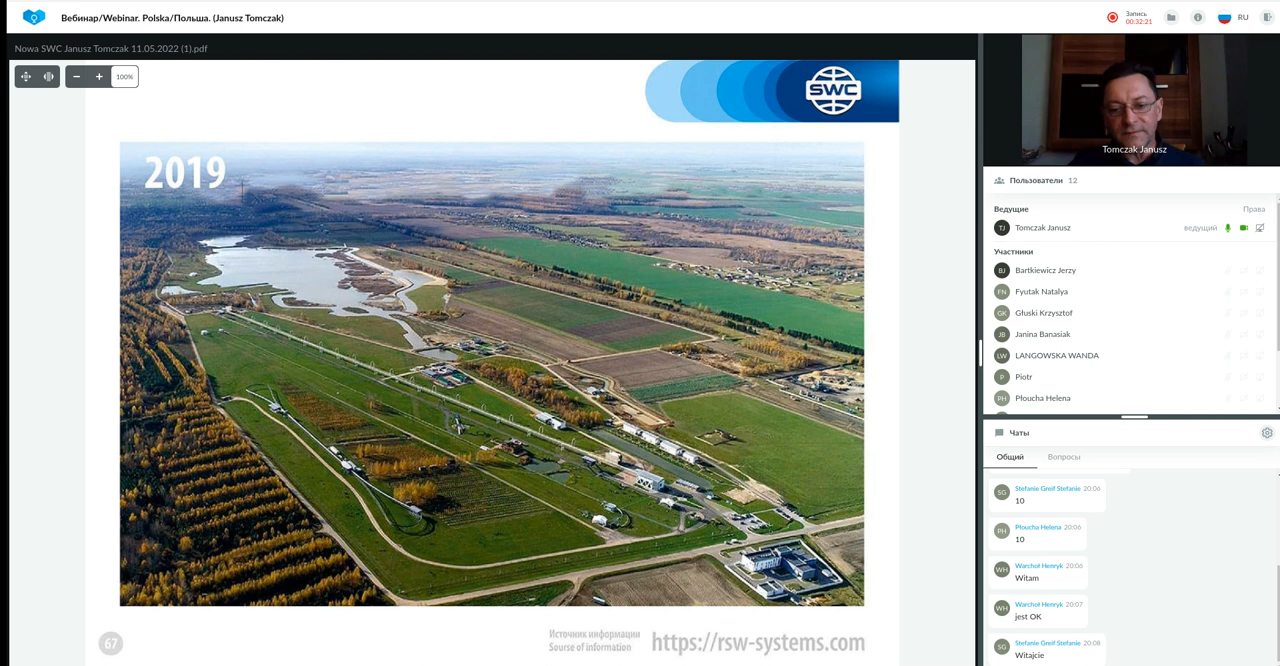 Вебинар/Webinar. Polska/Польша. (Janusz Tomczak)
Запись
00:32:21
RU
Nowa SWC Janusz Tomczak 11.05.2022 (1).pdf
100%
SWC
2019
67
Источник информации
Sourse of information
https://rsw-systems.com
Tomczak Janusz
Пользователи 12
Ведущие Права
TJ Tomczak Janusz ведущий
Участники
BJ Bartkiewicz Jerzy
FN Fyutak Natalya
GK Głuski Krzysztof
JB Janina Banasiak
LW LANGOWSKA WANDA
P Piotr
PH Płoucha Helena
Чаты
Общий Вопросы
SG Stefanie Greif Stefanie 20:06
10
PH Płoucha Helena 20:06
10
WH Warchoł Henryk 20:06
Witam
WH Warchoł Henryk 20:07
jest OK
SG Stefanie Greif Stefanie 20:08
Witajcie